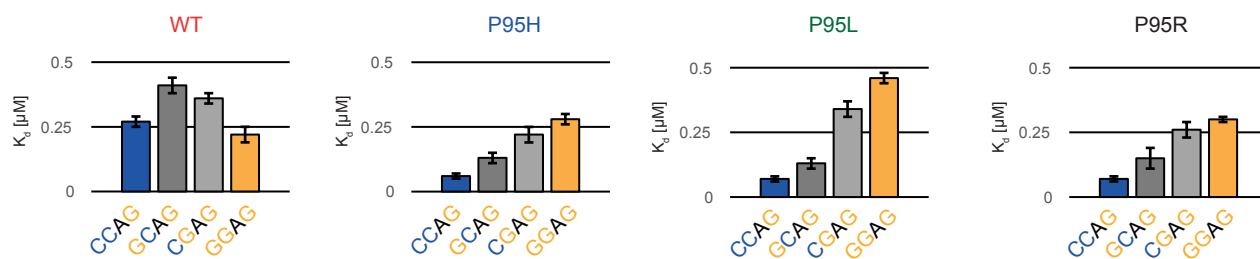 WT
0.5
0.25
0
Kd [µM]
CCAG
GCAG
CGAG
GGAG
P95H
0.5
0.25
0
Kd [µM]
CCAG
GCAG
CGAG
GGAG
P95L
0.5
0.25
0
Kd [µM]
CCAG
GCAG
CGAG
GGAG
P95R
0.5
0.25
0
Kd [µM]
CCAG
GCAG
CGAG
GGAG